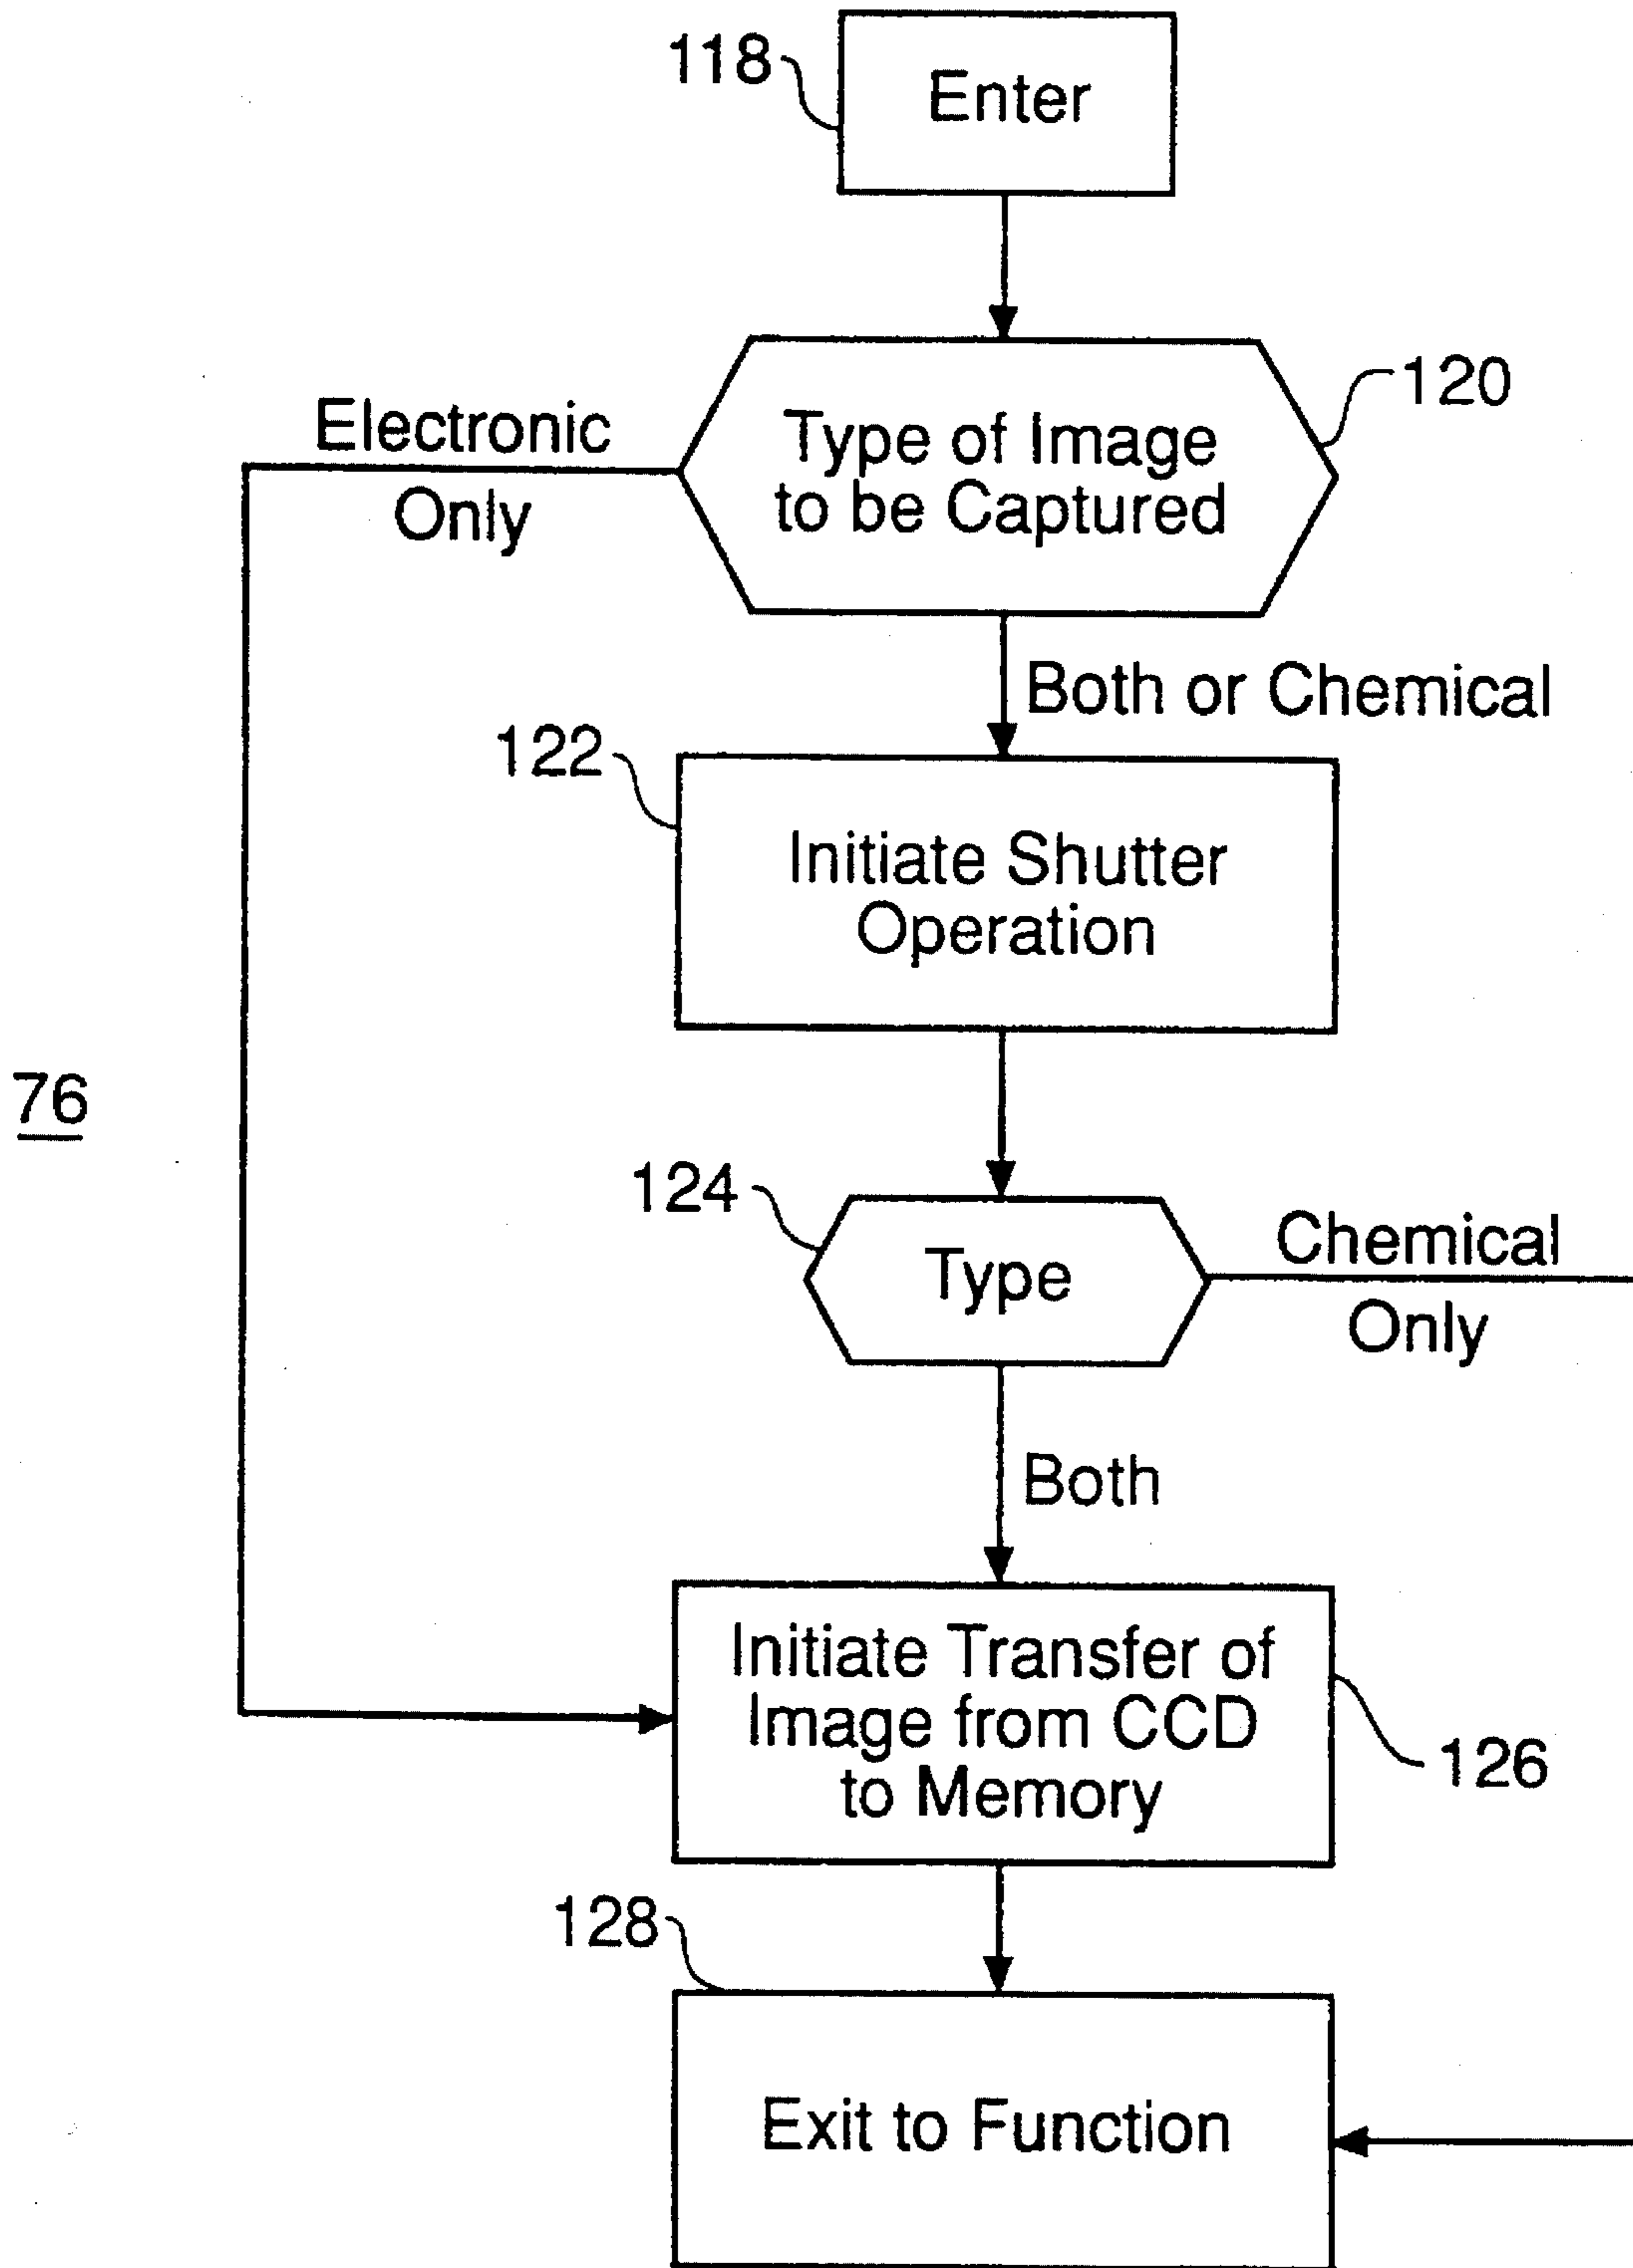 118
Enter
120
Electronic
Only
Type of Image
to be Captured
Both or Chemical
122
Initiate Shutter
Operation
76
124
Type
Chemical
Only
Both
Initiate Transfer of
Image from CCD
to Memory
126
128
Exit to Function